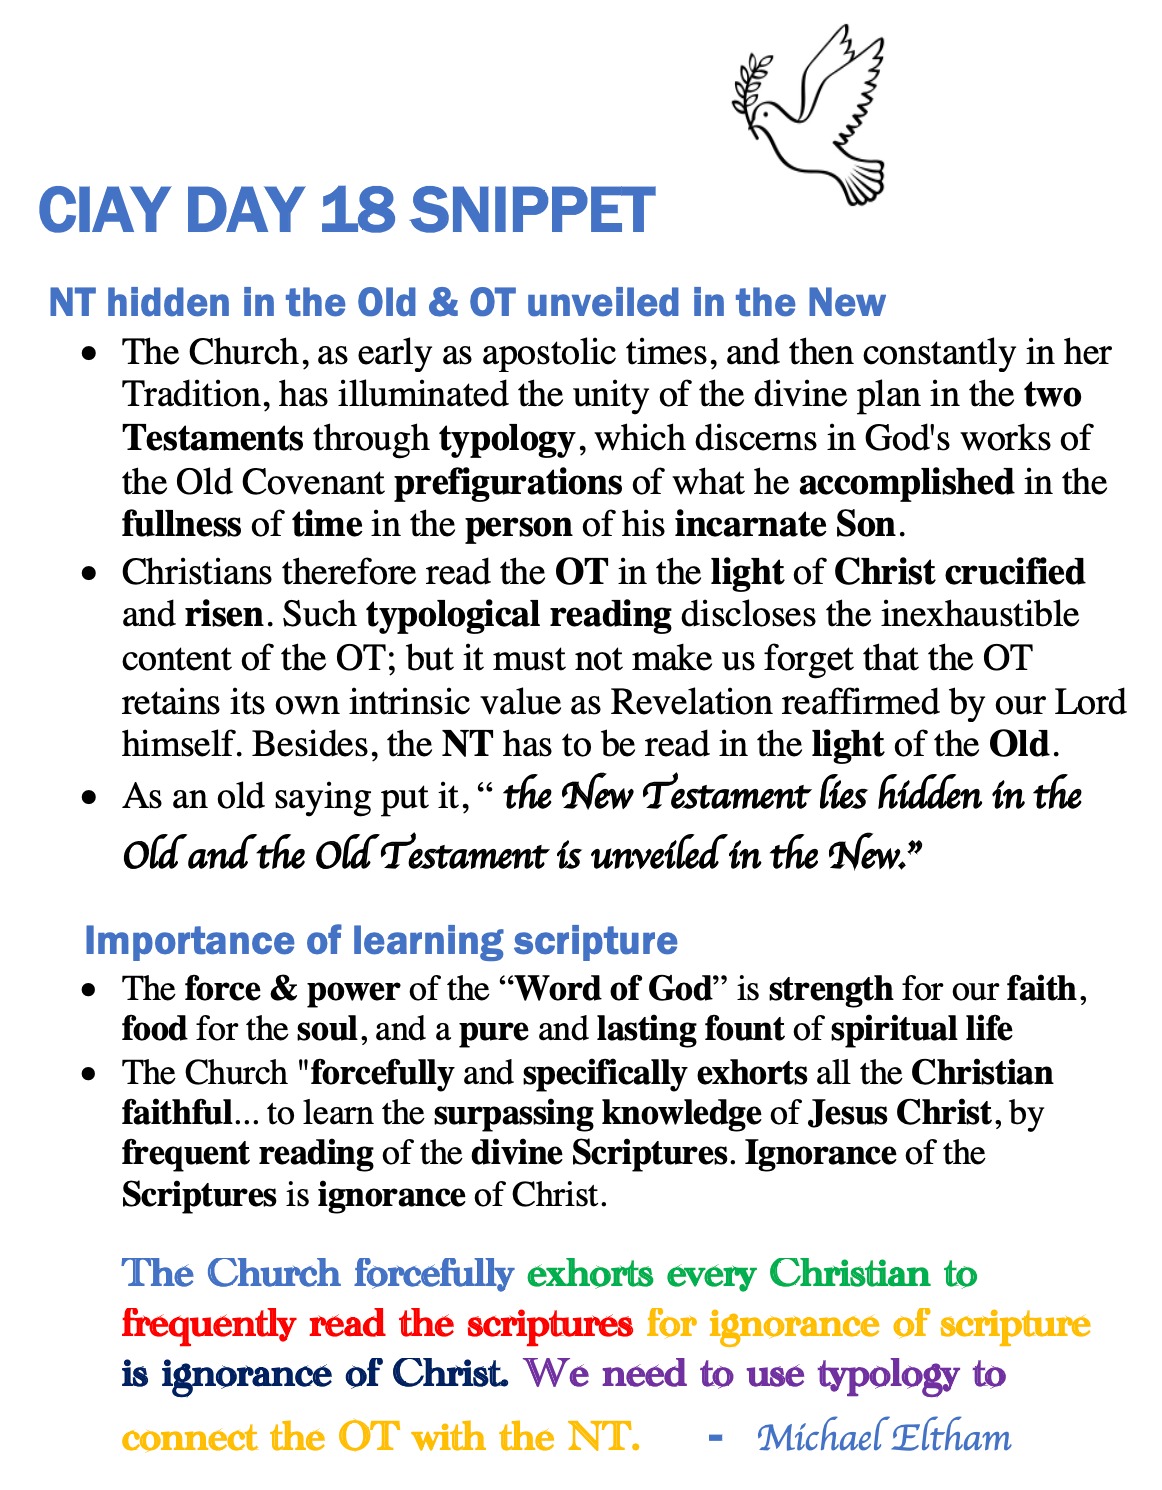 CIAY DAY 18 SNIPPET
NT hidden in the Old & OT unveiled in the New
• The Church, as early as apostolic times, and then constantly in her
Tradition, has illuminated the unity of the divine plan in the two
Testaments through typology, which discerns in God's works of
the Old Covenant prefigurations of what he accomplished in the
fullness of time in the person of his incarnate Son.
• Christians therefore read the OT in the light of Christ crucified
and risen. Such typological reading discloses the inexhaustible
content of the OT; but it must not make us forget that the OT
retains its own intrinsic value as Revelation reaffirmed by our Lord
himself. Besides, the NT has to be read in the light of the Old.
• As an old saying put it, “ the New Testament lies hidden in the
Old and the Old Testament is unveiled in the New.”
Importance of learning scripture
• The force & power of the “Word of God” is strength for our faith,
food for the soul, and a pure and lasting fount of spiritual life
• The Church "forcefully and specifically exhorts all the Christian
faithful... to learn the surpassing knowledge of Jesus Christ, by
frequent reading of the divine Scriptures. Ignorance of the
Scriptures is ignorance of Christ.
The Church forcefully exhorts every Christian to
frequently read the scriptures for ignorance of scripture
is ignorance of Christ. We need to use typology to
connect the OT with the NT. - Michael Eltham